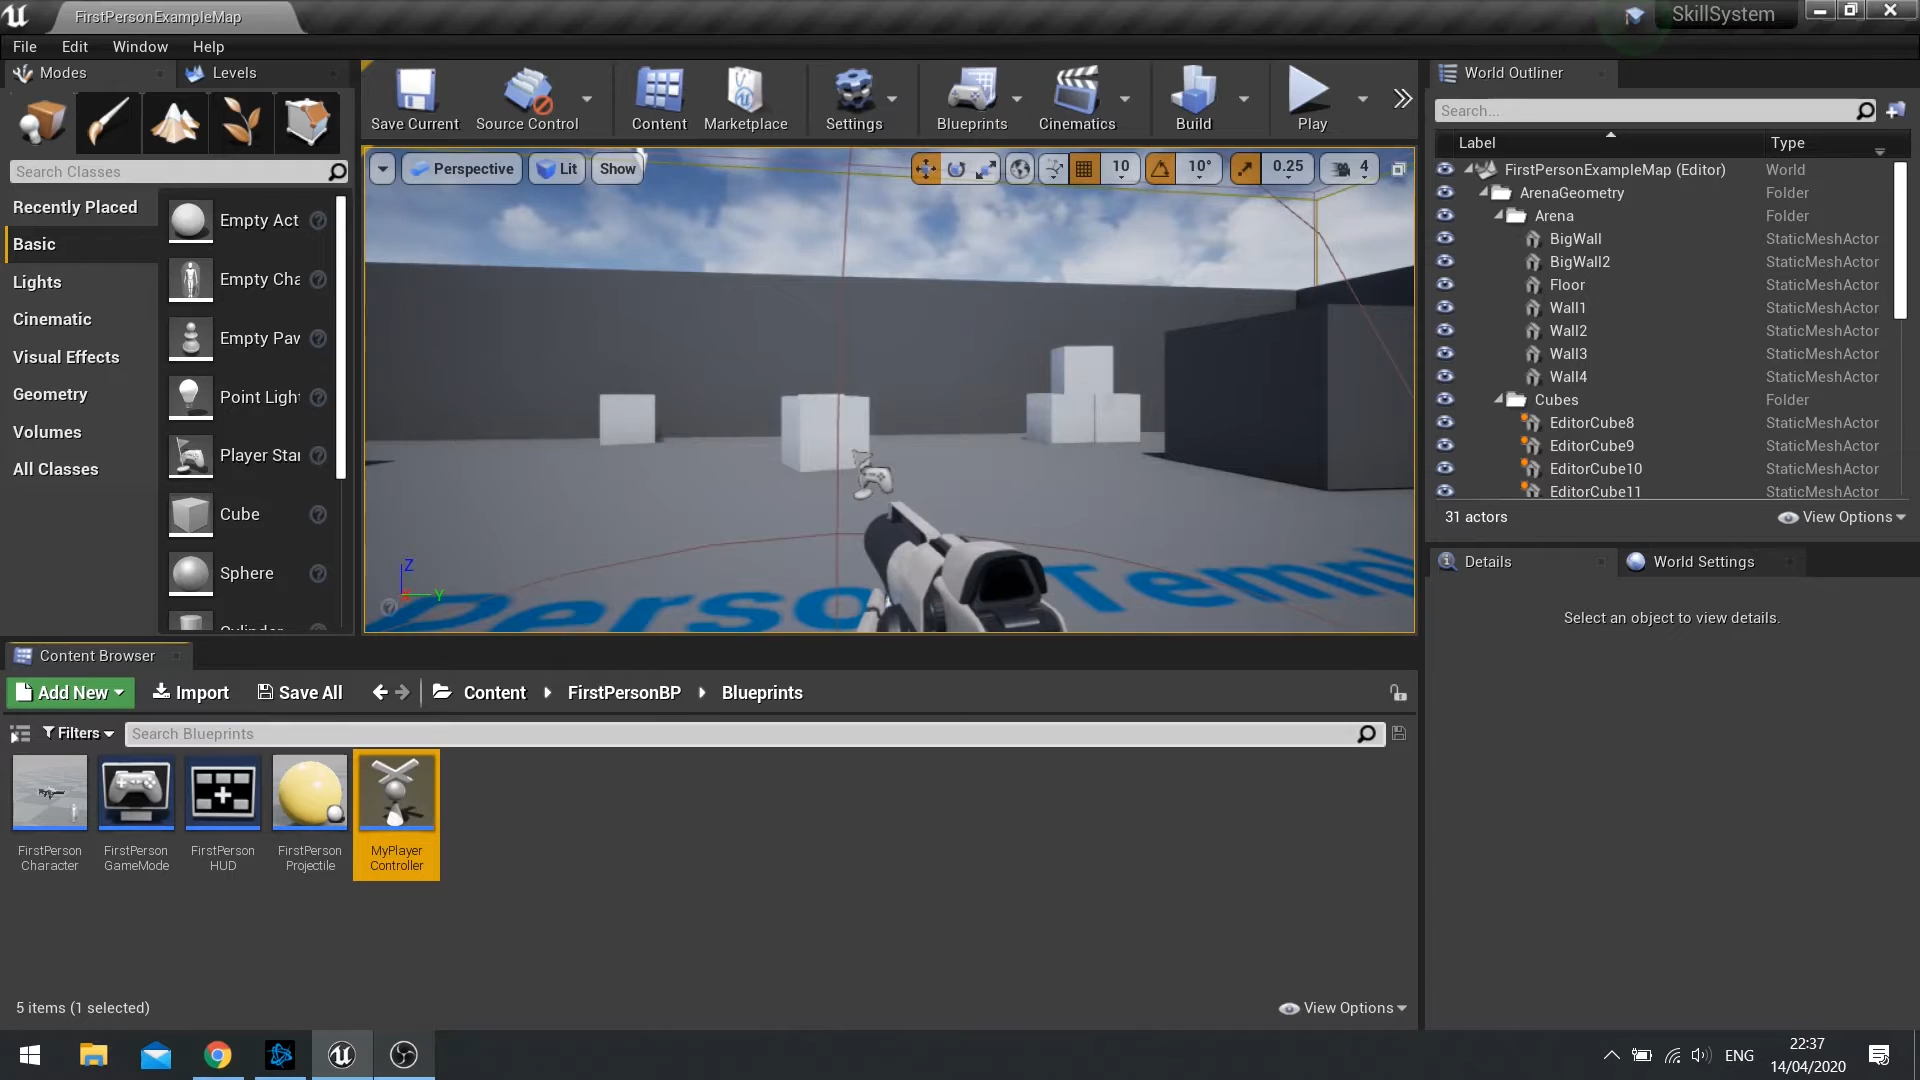 FirstPersonExampleMap
SkillSystem
File Edit Window Help
Modes
Levels
Search Classes
Recently Placed
Basic
Lights
Cinematic
Visual Effects
Geometry
Volumes
All Classes
Empty Act
Empty Cha
Empty Paw
Point Light
Player Star
Cube
Sphere
Cylinder
Save Current
Source Control
Content
Marketplace
Settings
Blueprints
Cinematics
Build
Play
Perspective
Lit
Show
10
10°
0.25
4
Z
Y
Person Templ
World Outliner
Search...
Label Type
FirstPersonExampleMap (Editor) World
ArenaGeometry Folder
Arena Folder
BigWall StaticMeshActor
BigWall2 StaticMeshActor
Floor StaticMeshActor
Wall1 StaticMeshActor
Wall2 StaticMeshActor
Wall3 StaticMeshActor
Wall4 StaticMeshActor
Cubes Folder
EditorCube8 StaticMeshActor
EditorCube9 StaticMeshActor
EditorCube10 StaticMeshActor
EditorCube11 StaticMeshActor
31 actors
View Options
Details
World Settings
Select an object to view details.
Content Browser
Add New
Import
Save All
Content
FirstPersonBP
Blueprints
Filters
Search Blueprints
FirstPerson
Character
FirstPerson
GameMode
FirstPerson
HUD
FirstPerson
Projectile
MyPlayer
Controller
5 items (1 selected)
View Options
ENG
22:37
14/04/2020